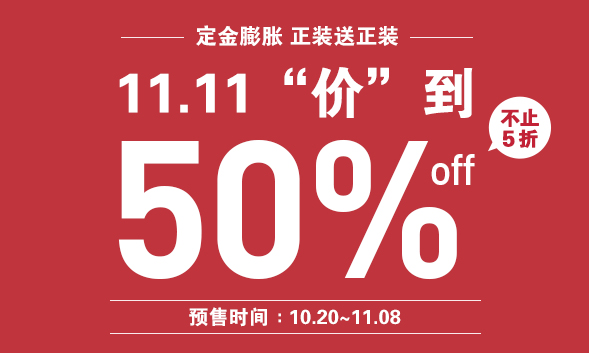 定金膨胀 正装送正装
11.11 “价” 到
不止
5折
50%off
预售时间：10.20~11.08